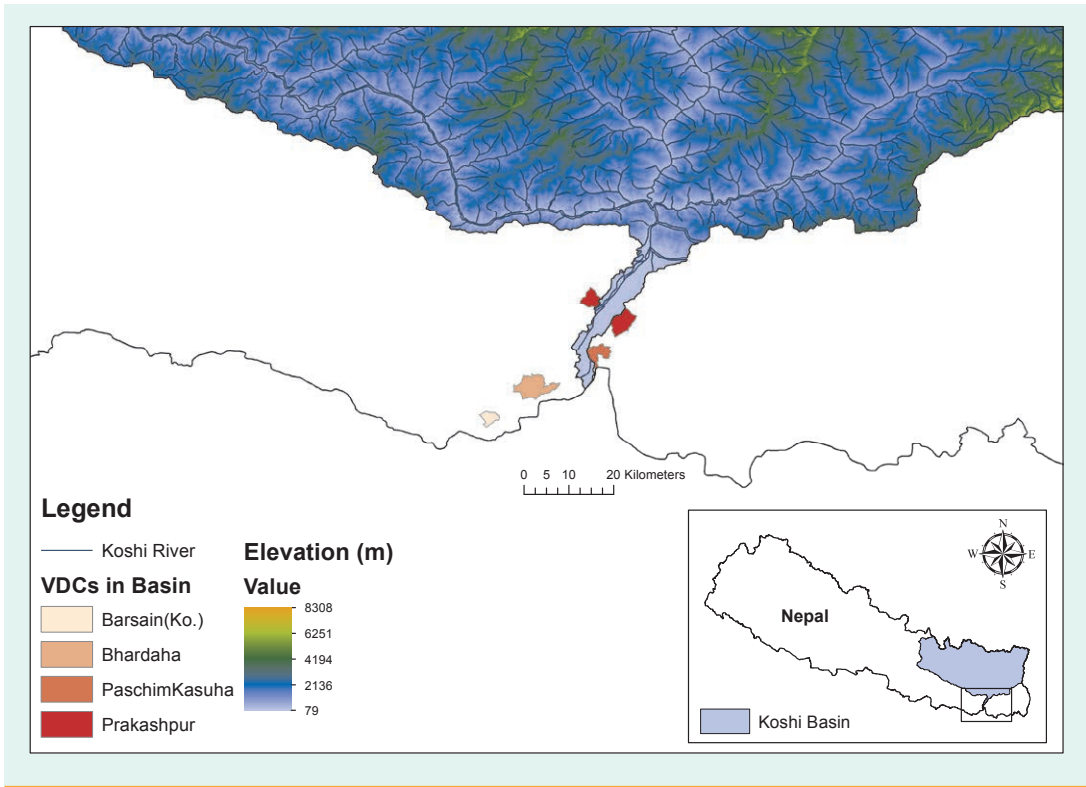 0 5 10 20 Kilometers
Legend
Koshi River
VDCs in Basin
Barsain(Ko.)
Bhardaha
PaschimKasuha
Prakashpur
Elevation (m)
Value
8308
6251
4194
2136
79
N
W E
S
Nepal
Koshi Basin